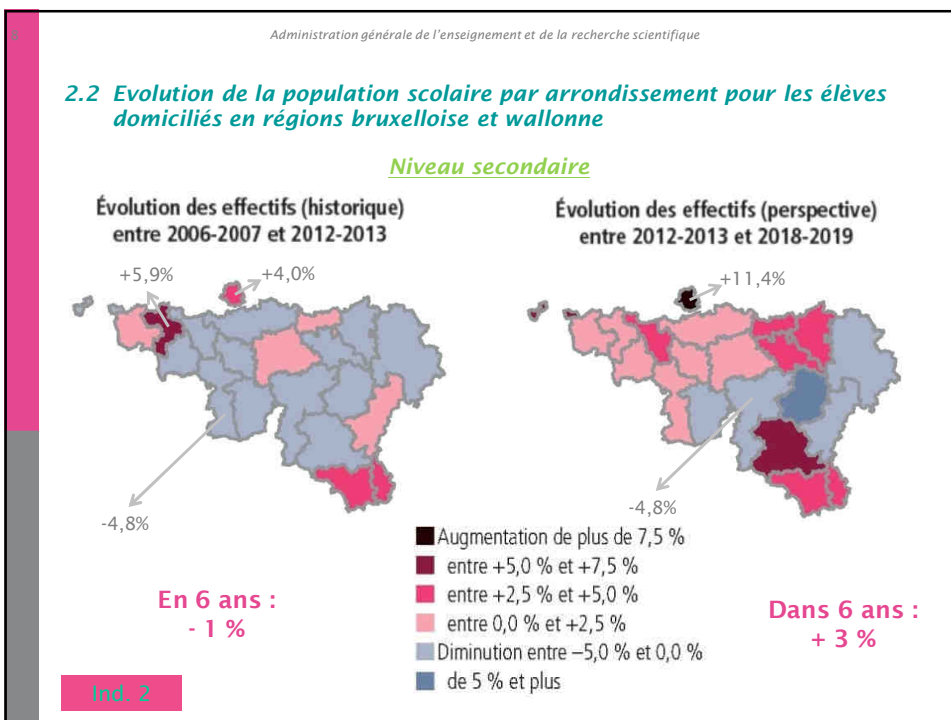 Administration générale de l'enseignement et de la recherche scientifique
2.2 Evolution de la population scolaire par arrondissement pour les élèves
domiciliés en régions bruxelloise et wallonne
Niveau secondaire
Évolution des effectifs (historique)
entre 2006-2007 et 2012-2013
Évolution des effectifs (perspective)
entre 2012-2013 et 2018-2019
+5,9%
+4,0%
+11,4%
-4,8%
-4,8%
Augmentation de plus de 7,5 %
entre +5,0 % et +7,5 %
entre +2,5 % et +5,0 %
entre 0,0 % et +2,5 %
Diminution entre –5,0 % et 0,0 %
de 5 % et plus
En 6 ans :
- 1 %
Dans 6 ans :
+ 3 %
Ind. 2